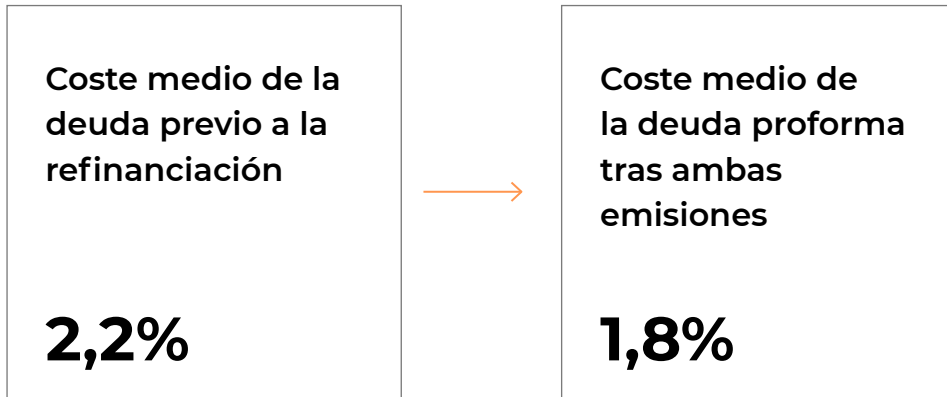 Coste medio de la
deuda previo a la
refinanciación
2,2%
Coste medio de
la deuda proforma
tras ambas
emisiones
1,8%